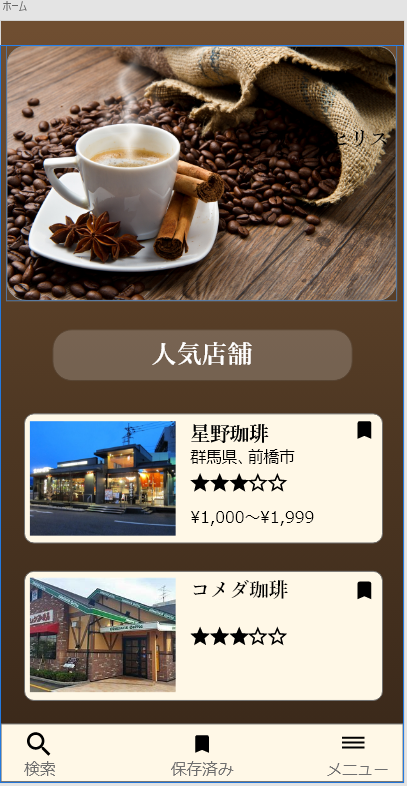 ホーム
ヒリス
人気店舗
星野珈琲
群馬県、前橋市
★★★☆☆
¥1,000〜¥1,999
コメダ珈琲
★★★☆☆
検索
保存済み
メニュー